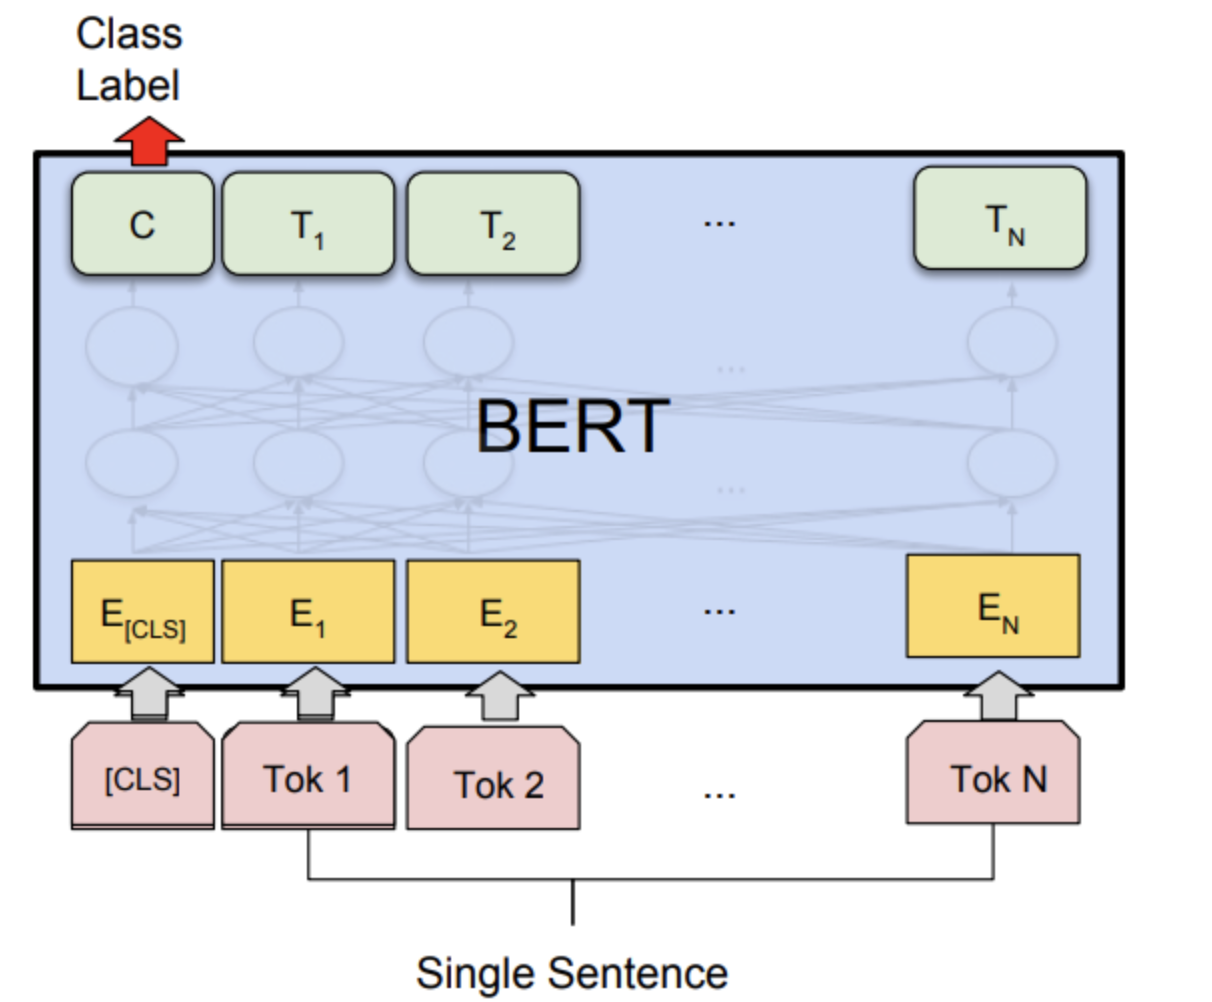 Class
Label
C T1 T2 ... TN
...
BERT
...
E[CLS] E1 E2 ... EN
[CLS] Tok 1 Tok 2 ... Tok N
Single Sentence